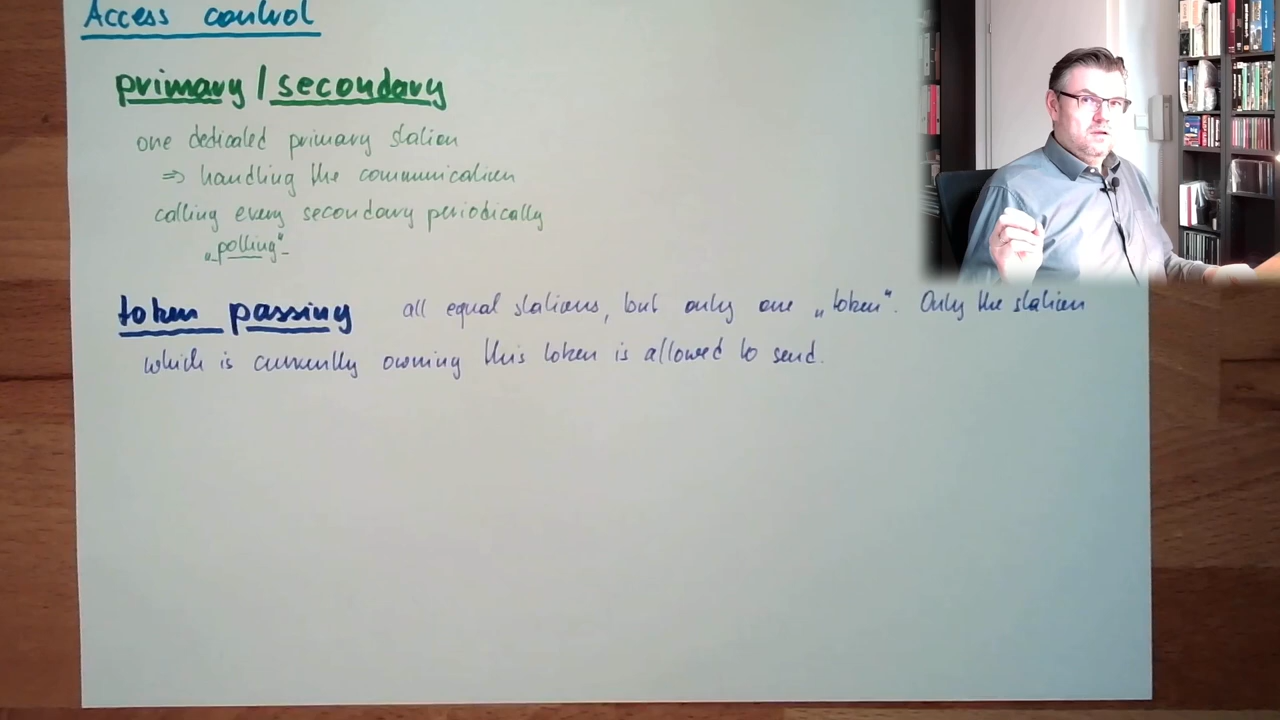 Access control
primary / secondary
one dedicated primary station
⇒ handling the communication
calling every secondary periodically
„polling"
token passing all equal stations, but only one „token". Only the station
which is currently owning this token is allowed to send.